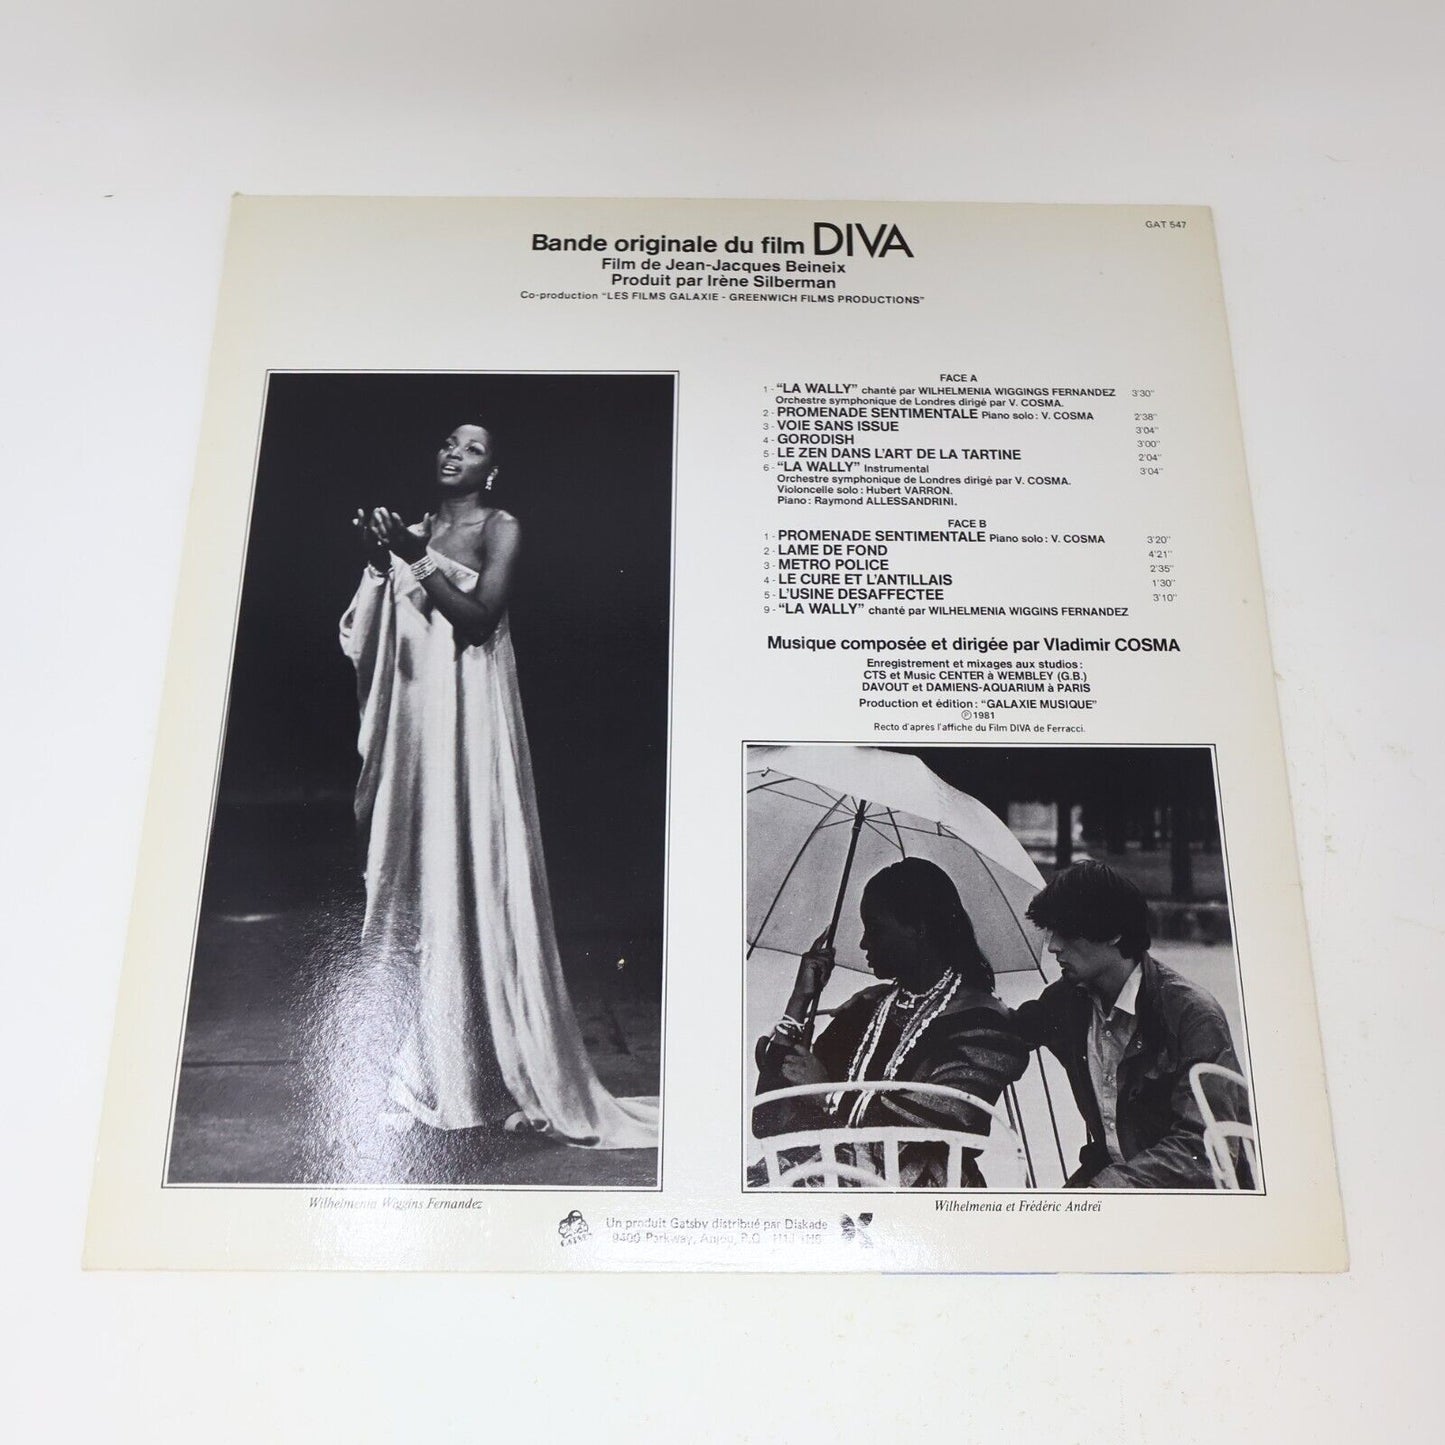 GAT 547
Bande originale du film DIVA
Film de Jean-Jacques Beineix
Produit par Irène Silberman
Co-production "LES FILMS GALAXIE - GREENWICH FILMS PRODUCTIONS"
FACE A
1 - "LA WALLY" chanté par WILHELMENIA WIGGINGS FERNANDEZ 3'30"
Orchestre symphonique de Londres dirigé par V. COSMA.
2 - PROMENADE SENTIMENTALE Piano solo : V. COSMA 2'38"
3 - VOIE SANS ISSUE 3'04"
4 - GORODISH 3'00"
5 - LE ZEN DANS L'ART DE LA TARTINE 2'04"
6 - "LA WALLY" Instrumental 3'04"
Orchestre symphonique de Londres dirigé par V. COSMA.
Violoncelle solo : Hubert VARRON.
Piano : Raymond ALLESSANDRINI.
FACE B
1 - PROMENADE SENTIMENTALE Piano solo : V. COSMA 3'20"
2 - LAME DE FOND 4'21"
3 - METRO POLICE 2'35"
4 - LE CURE ET L'ANTILLAIS 1'30"
5 - L'USINE DESAFFECTEE 3'10"
9 - "LA WALLY" chanté par WILHELMENIA WIGGINS FERNANDEZ
Musique composée et dirigée par Vladimir COSMA
Enregistrement et mixages aux studios :
CTS et Music CENTER à WEMBLEY (G.B.)
DAVOUT et DAMIENS-AQUARIUM à PARIS
Production et édition : "GALAXIE MUSIQUE"
℗ 1981
Recto d'après l'affiche du Film DIVA de Ferracci.
Wilhelmenia Wiggins Fernandez
Wilhelmenia et Frédéric Andreï
GATSBY
Un produit Gatsby distribué par Diskade
9400 Parkway, Anjou, P.Q. H1J